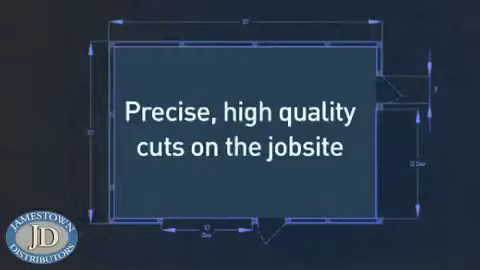 Precise, high quality
cuts on the jobsite
JAMESTOWN
JD
DISTRIBUTORS